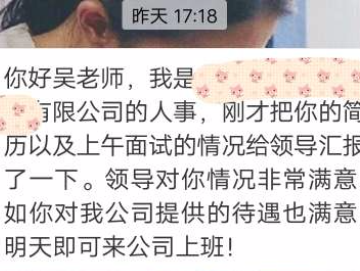 昨天 17:18
你好吴老师，我是
有限公司的人事，刚才把你的简
历以及上午面试的情况给领导汇报
了一下。领导对你情况非常满意
如你对我公司提供的待遇也满意
明天即可来公司上班！